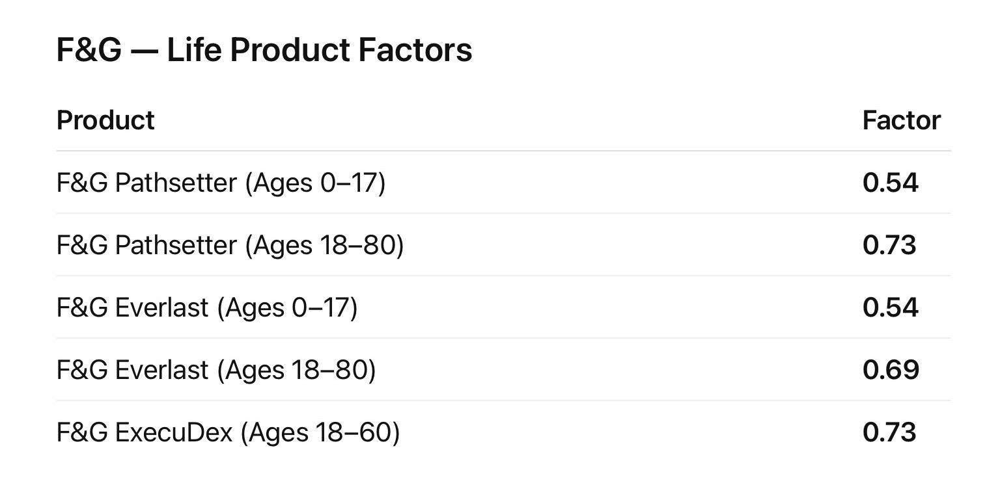 F&G — Life Product Factors
Product Factor
F&G Pathsetter (Ages 0–17) 0.54
F&G Pathsetter (Ages 18–80) 0.73
F&G Everlast (Ages 0–17) 0.54
F&G Everlast (Ages 18–80) 0.69
F&G ExecuDex (Ages 18–60) 0.73